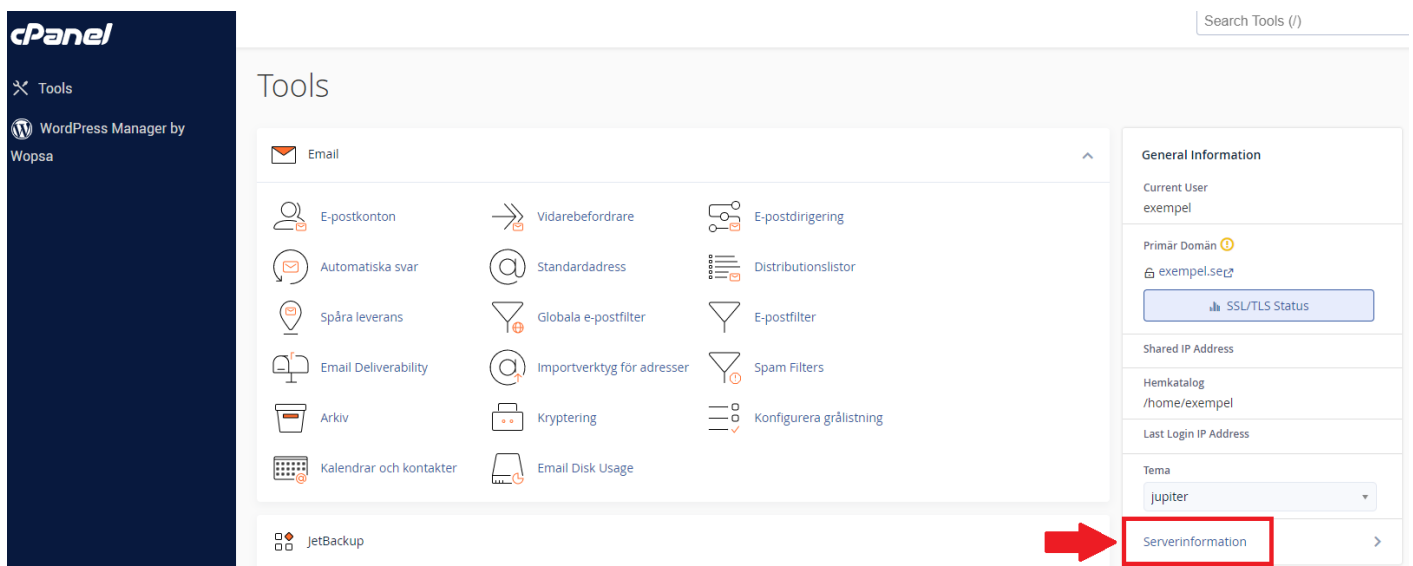 cPanel
Search Tools (/)
Tools
WordPress Manager by
Wopsa
Tools
Email
E-postkonton
Vidarebefordrare
E-postdirigering
Automatiska svar
Standardadress
Distributionslistor
Spåra leverans
Globala e-postfilter
E-postfilter
Email Deliverability
Importverktyg för adresser
Spam Filters
Arkiv
Kryptering
Konfigurera grålistning
Kalendrar och kontakter
Email Disk Usage
JetBackup
General Information
Current User
exempel
Primär Domän
exempel.se
SSL/TLS Status
Shared IP Address
Hemkatalog
/home/exempel
Last Login IP Address
Tema
jupiter
Serverinformation